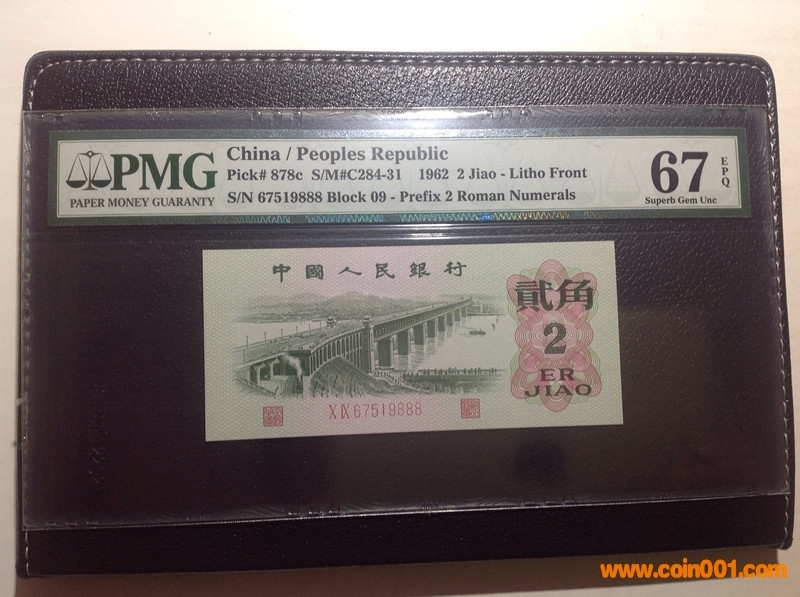 PMG
PAPER MONEY GUARANTY
China / Peoples Republic
Pick# 878c S/M#C284-31 1962 2 Jiao - Litho Front
S/N 67519888 Block 09 - Prefix 2 Roman Numerals
67
EPQ
Superb Gem Unc
中國人民銀行
貳角
2
ER
JIAO
X IX 67519888
www.coin001.com